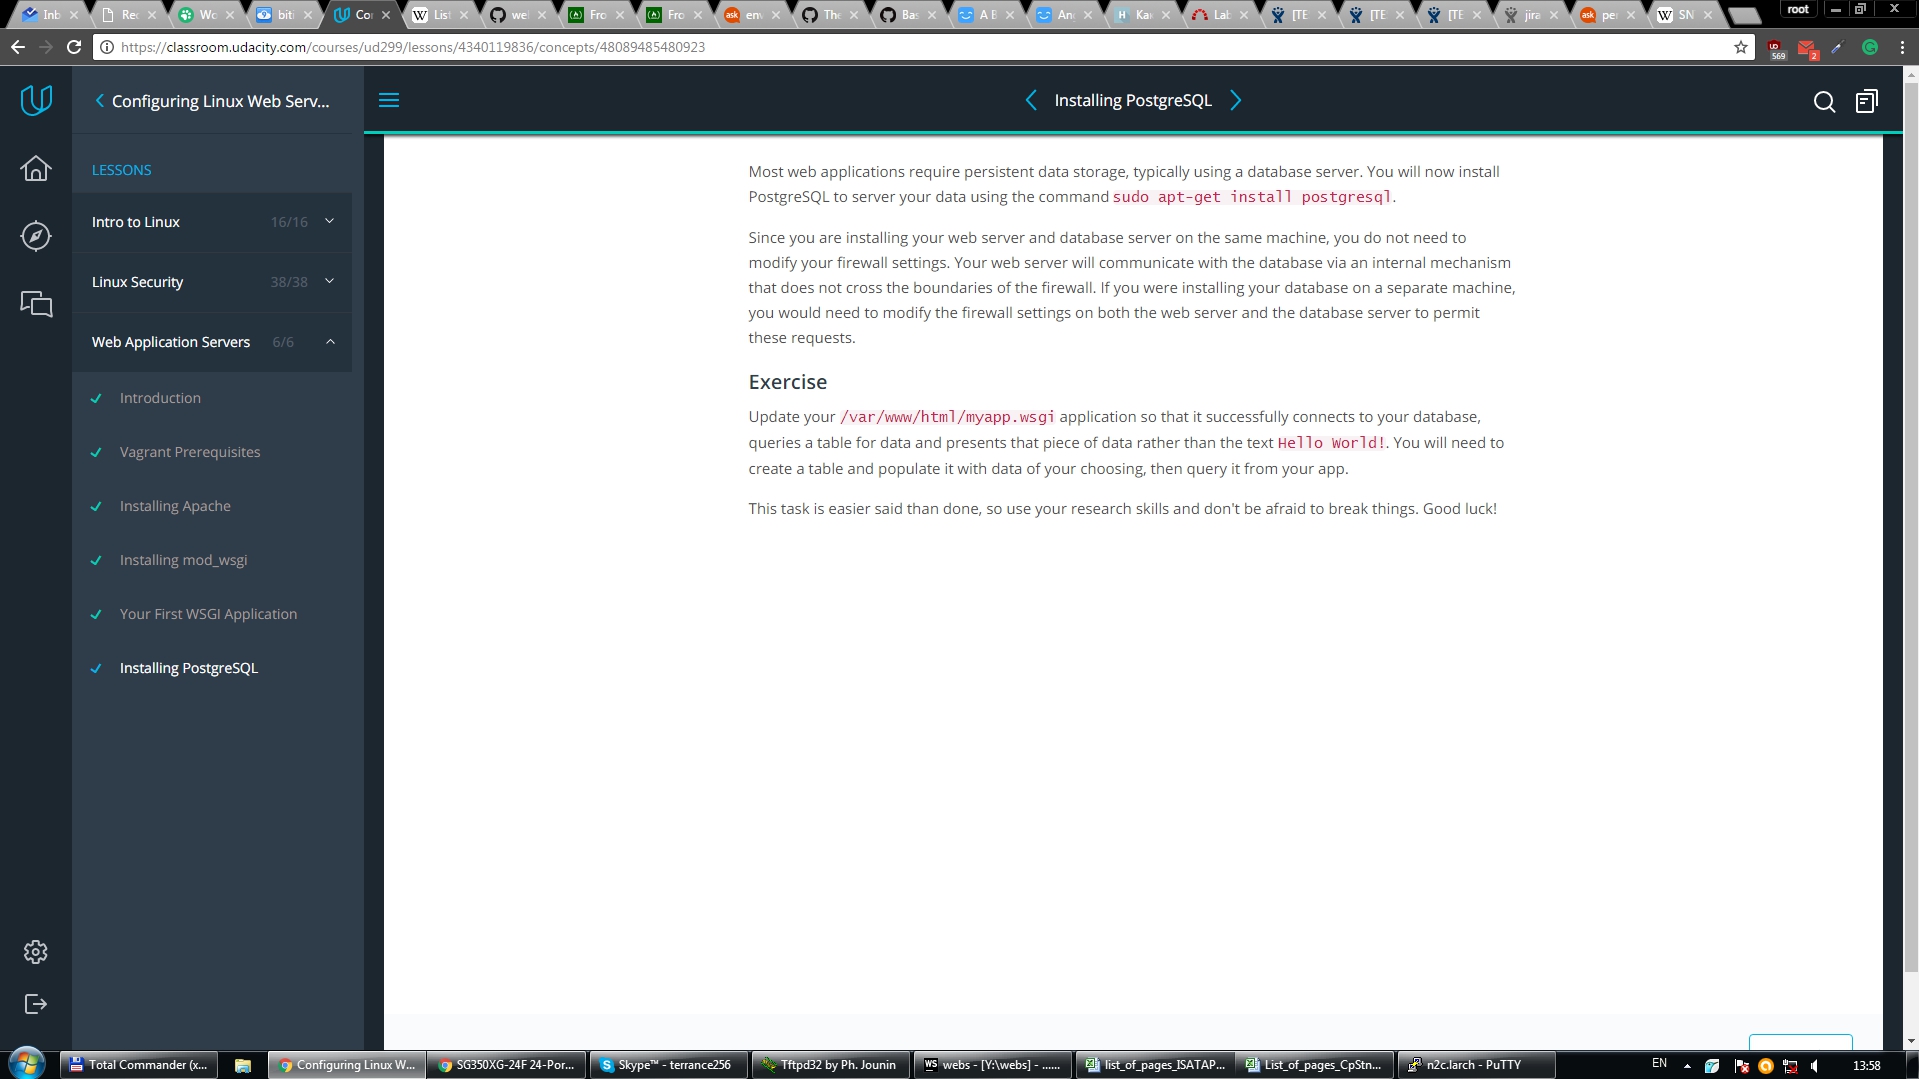 Inb
Rec
Wo
biti
Co
List
we
Fro
Fro
env
The
Bas
A B
An
Ka
Lab
[TE
[TE
[TE
jira
pe
SN
root
https://classroom.udacity.com/courses/ud299/lessons/4340119836/concepts/48089485480923
569
2
Configuring Linux Web Serv...
Installing PostgreSQL
LESSONS
Intro to Linux 16/16
Linux Security 38/38
Web Application Servers 6/6
Introduction
Vagrant Prerequisites
Installing Apache
Installing mod_wsgi
Your First WSGI Application
Installing PostgreSQL
Most web applications require persistent data storage, typically using a database server. You will now install
PostgreSQL to server your data using the command sudo apt-get install postgresql.
Since you are installing your web server and database server on the same machine, you do not need to
modify your firewall settings. Your web server will communicate with the database via an internal mechanism
that does not cross the boundaries of the firewall. If you were installing your database on a separate machine,
you would need to modify the firewall settings on both the web server and the database server to permit
these requests.
Exercise
Update your /var/www/html/myapp.wsgi application so that it successfully connects to your database,
queries a table for data and presents that piece of data rather than the text Hello World!. You will need to
create a table and populate it with data of your choosing, then query it from your app.
This task is easier said than done, so use your research skills and don't be afraid to break things. Good luck!
Total Commander (x...
Configuring Linux W...
SG350XG-24F 24-Por...
Skype™ - terrance256
Tftpd32 by Ph. Jounin
webs - [Y:\webs] - ......
list_of_pages_ISATAP...
List_of_pages_CpStn...
n2c.larch - PuTTY
EN
13:58